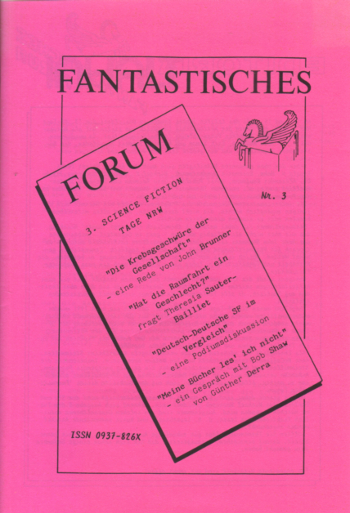 FANTASTISCHES
FORUM
Nr. 3
3. SCIENCE FICTION
TAGE NRW
"Die Krebsgeschwüre der
Gesellschaft"
- eine Rede von John Brunner
"Hat die Raumfahrt ein
Geschlecht?"
fragt Theresia Sauter-
Bailliet
"Deutsch-Deutsche SF im
Vergleich"
- eine Podiumsdiskussion
"Meine Bücher les' ich nicht"
- ein Gespräch mit Bob Shaw
von Günther Derra
ISSN 0937-826X